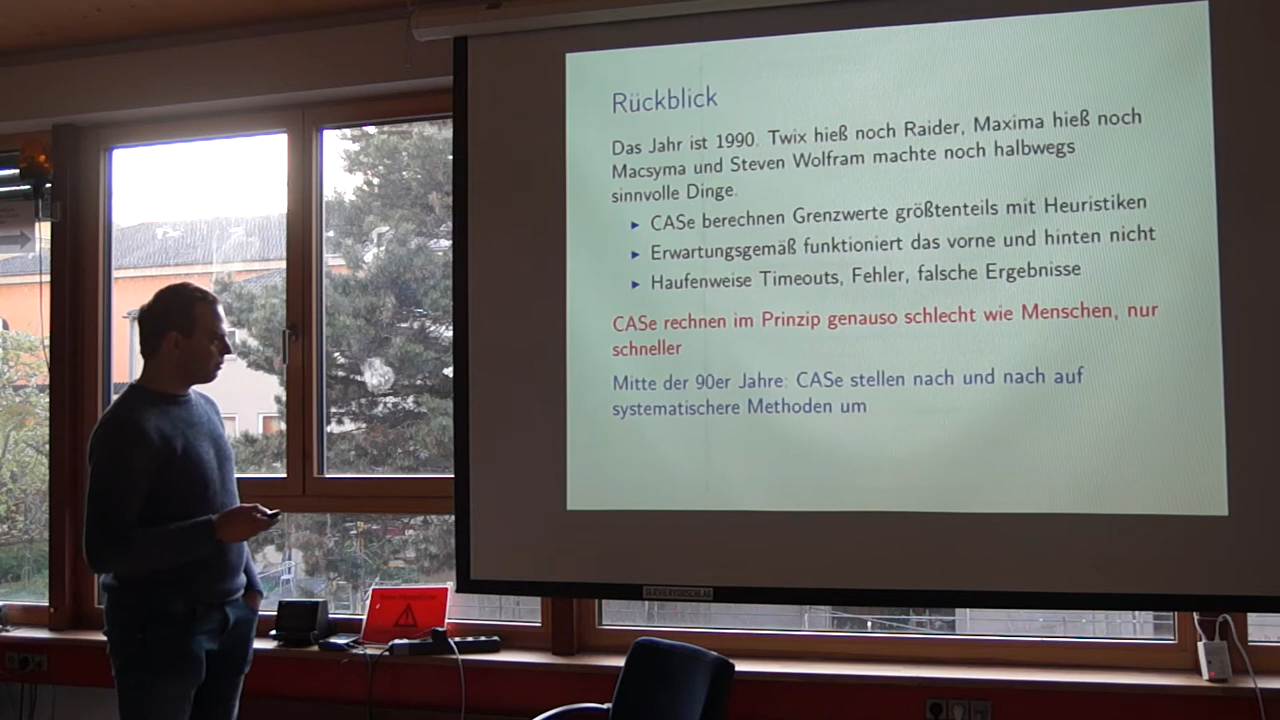 Rückblick
Das Jahr ist 1990. Twix hieß noch Raider, Maxima hieß noch
Macsyma und Steven Wolfram machte noch halbwegs
sinnvolle Dinge.
CASe berechnen Grenzwerte größtenteils mit Heuristiken
Erwartungsgemäß funktioniert das vorne und hinten nicht
Haufenweise Timeouts, Fehler, falsche Ergebnisse
CASe rechnen im Prinzip genauso schlecht wie Menschen, nur
schneller
Mitte der 90er Jahre: CASe stellen nach und nach auf
systematischere Methoden um
SERVIERVORSCHLAG